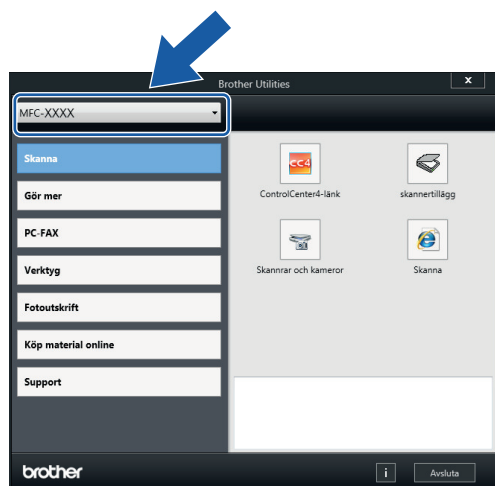 Brother Utilities
x
MFC-XXXX
Skanna
Gör mer
PC-FAX
Verktyg
Fotoutskrift
Köp material online
Support
CC4
ControlCenter4-länk
skannertillägg
Skannrar och kameror
Skanna
brother
i
Avsluta